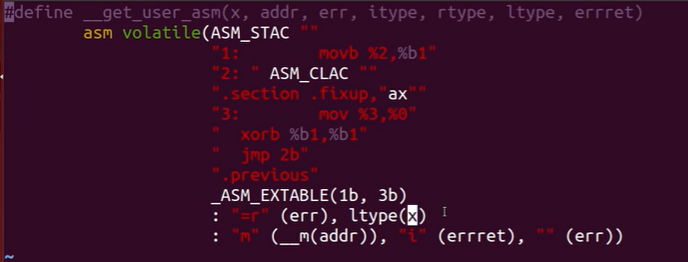 #define __get_user_asm(x, addr, err, itype, rtype, ltype, errret)
asm volatile(ASM_STAC ""
"1: movb %2,%b1"
"2: " ASM_CLAC ""
".section .fixup,"ax""
"3: mov %3,%0"
" xorb %b1,%b1"
" jmp 2b"
".previous"
_ASM_EXTABLE(1b, 3b)
: "=r" (err), ltype(x)
: "m" (__m(addr)), "i" (errret), "" (err))
~